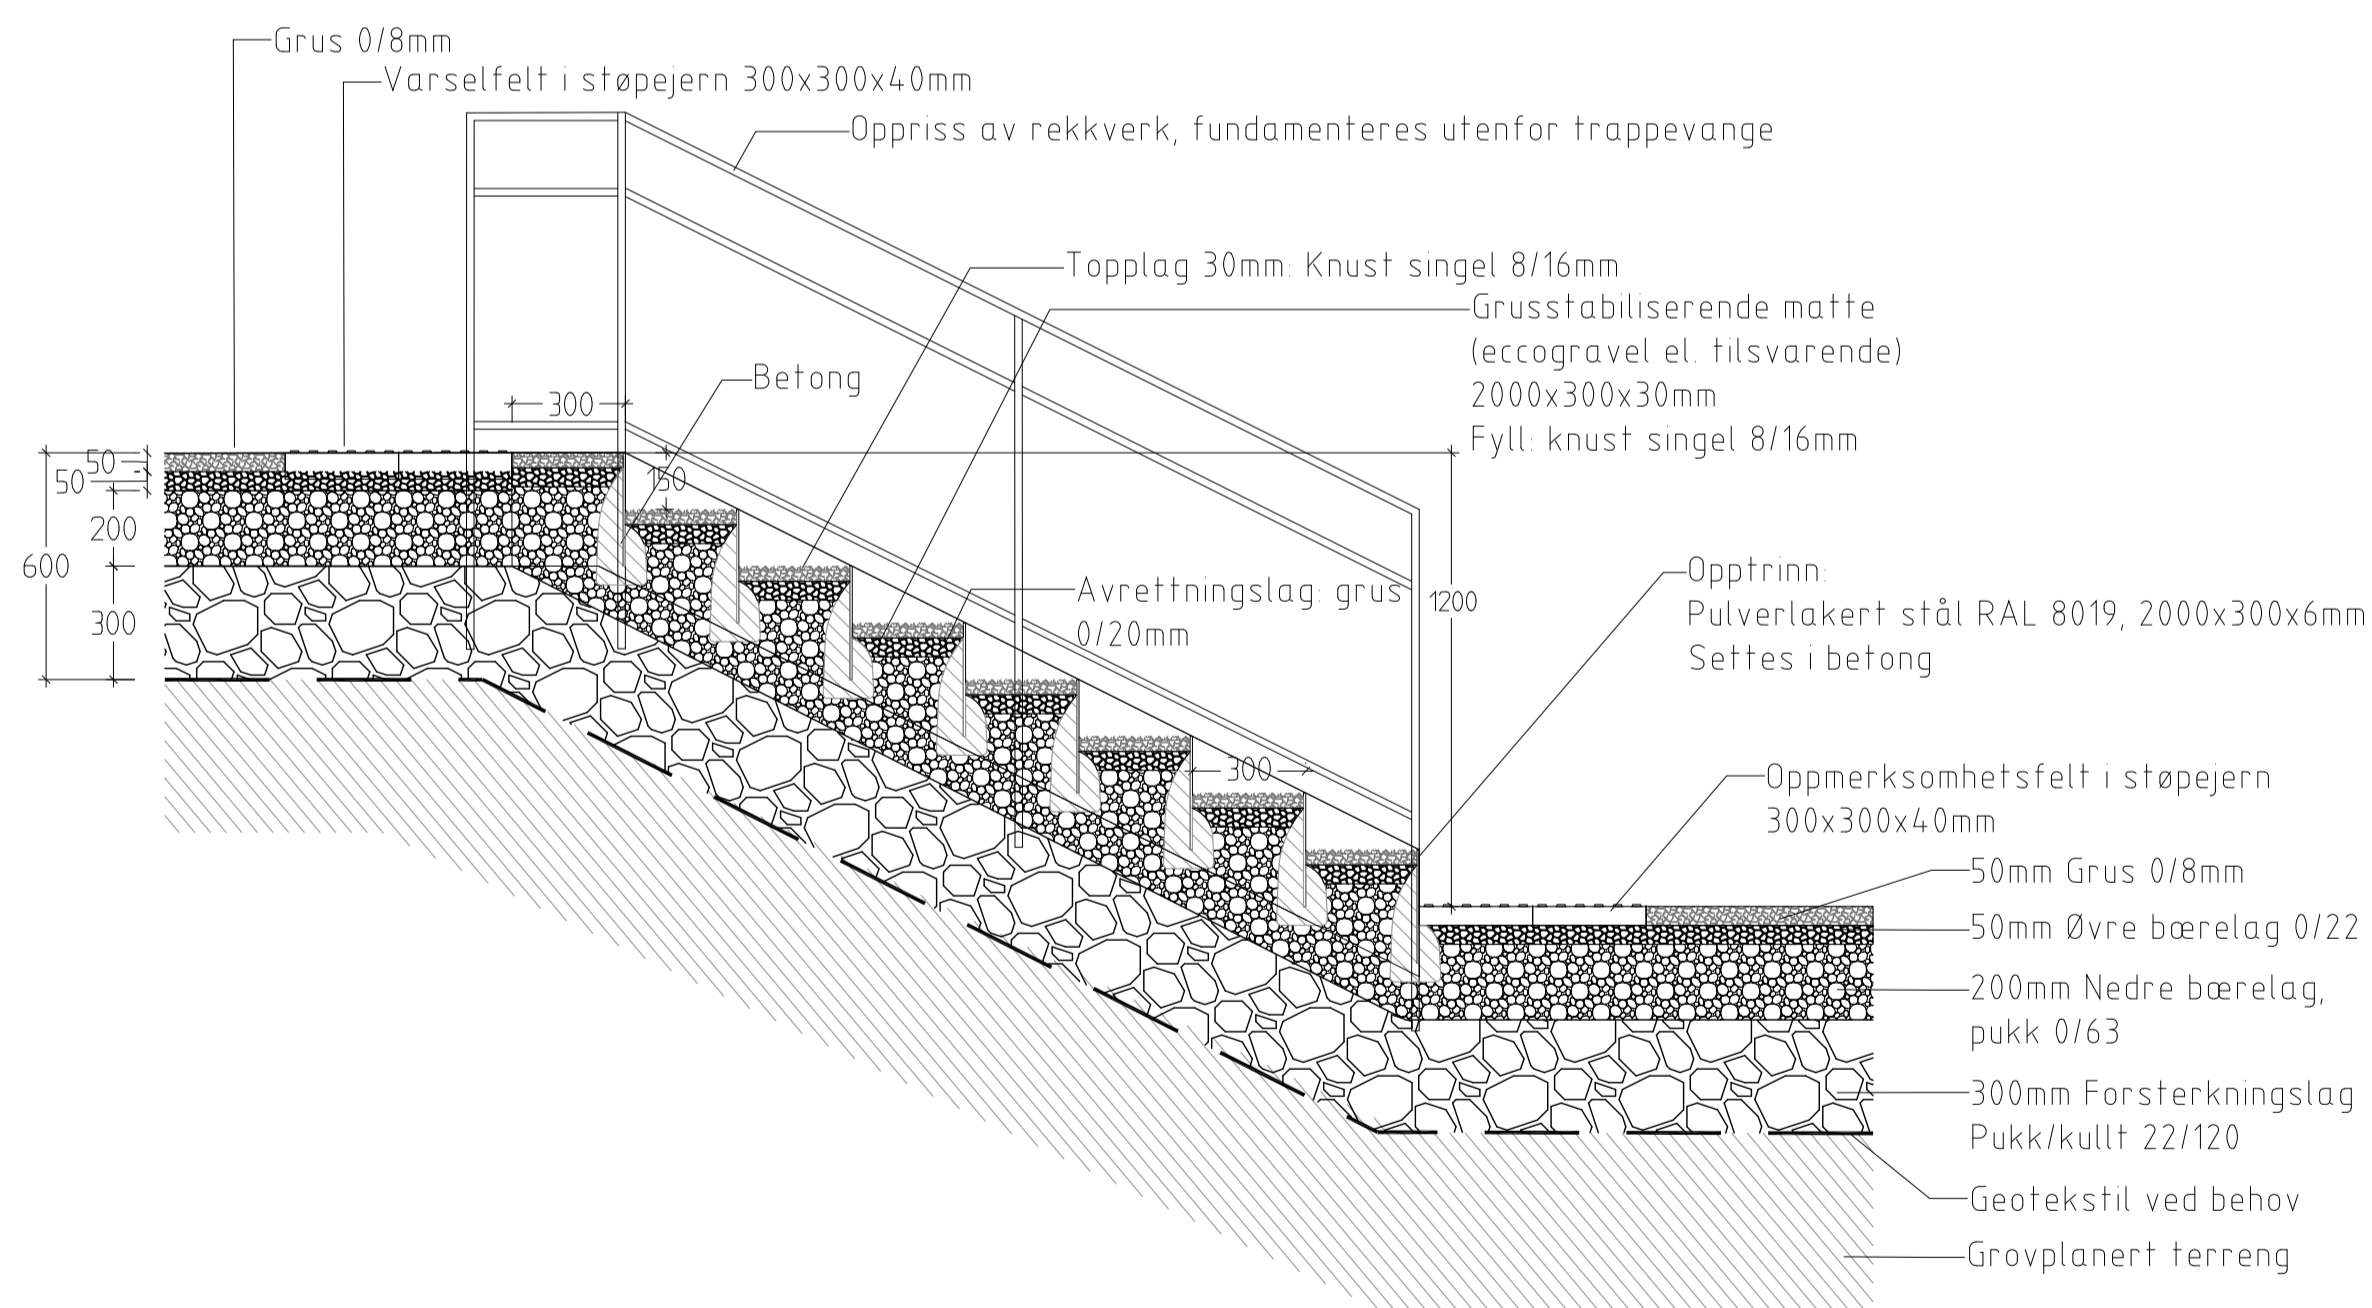 Grus 0/8mm
Varselfelt i støpejern 300x300x40mm
Oppriss av rekkverk, fundamenteres utenfor trappevange
Topplag 30mm: Knust singel 8/16mm
Grusstabiliserende matte
(eccogravel el. tilsvarende)
2000x300x30mm
Fyll: knust singel 8/16mm
Betong
300
50
50
200
600
300
150
Avrettningslag: grus
0/20mm
1200
Opptrinn:
Pulverlakert stål RAL 8019, 2000x300x6mm
Settes i betong
300
Oppmerksomhetsfelt i støpejern
300x300x40mm
50mm Grus 0/8mm
50mm Øvre bærelag 0/22
200mm Nedre bærelag,
pukk 0/63
300mm Forsterkningslag
Pukk/kullt 22/120
Geotekstil ved behov
Grovplanert terreng